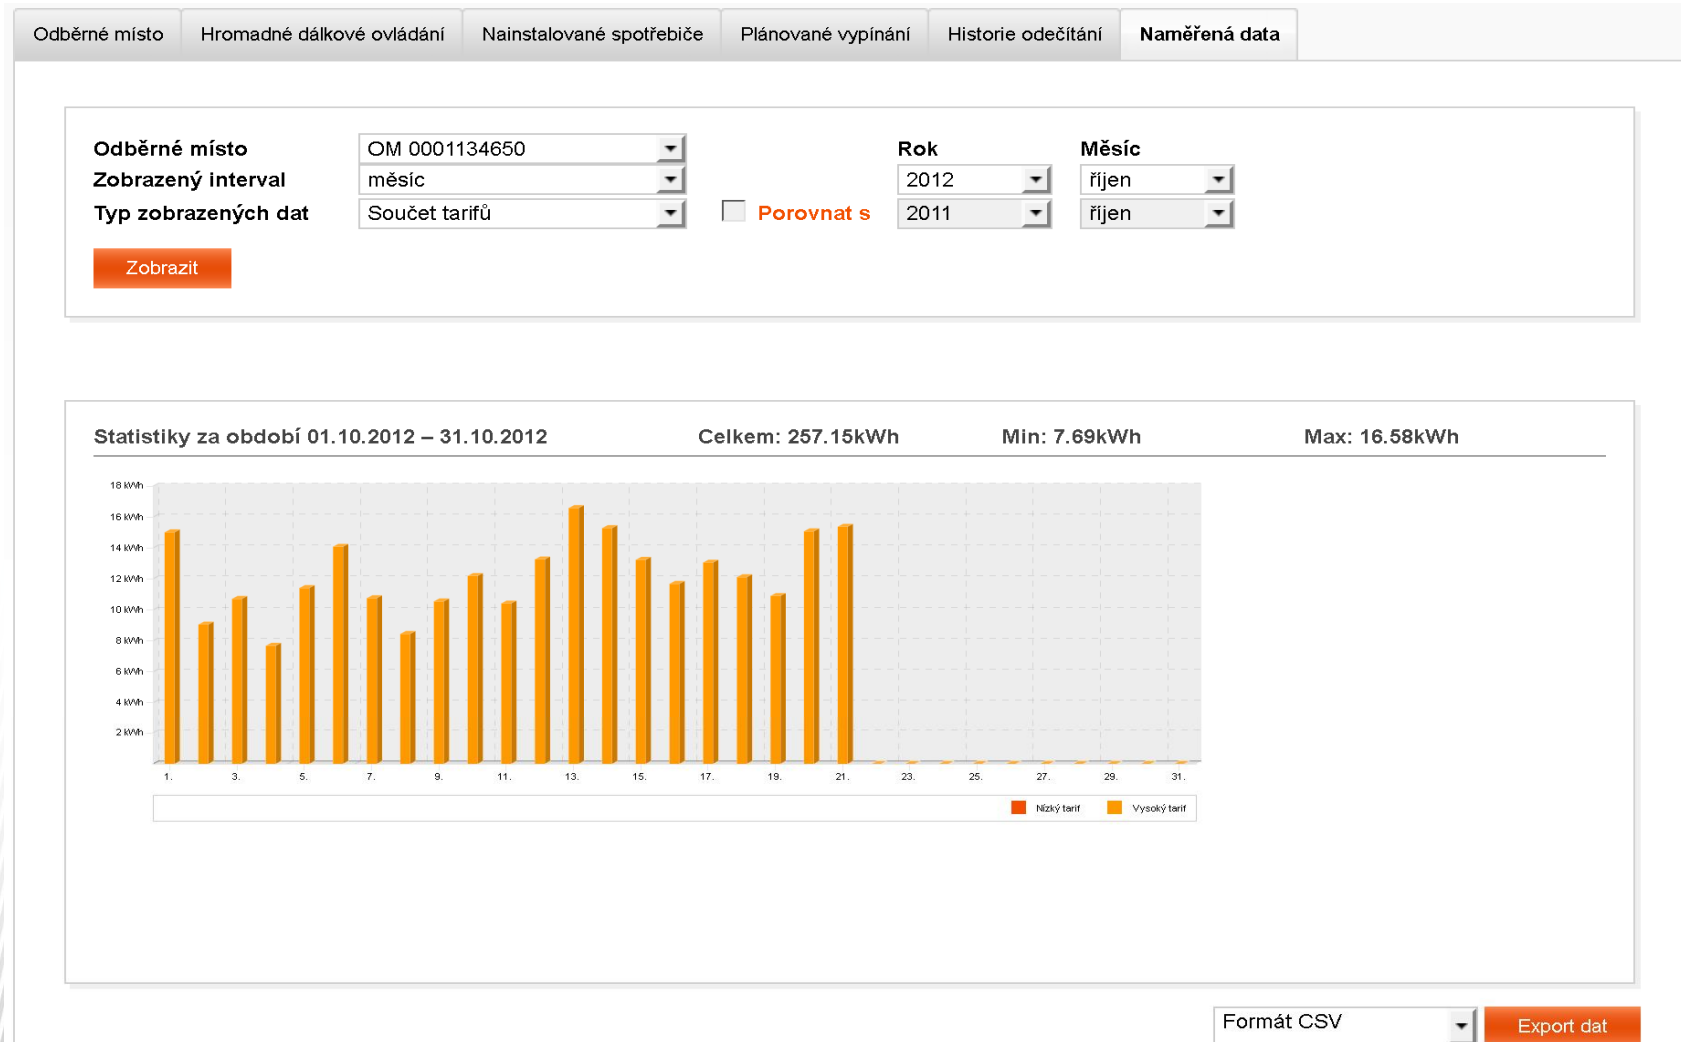 Odběrné místo Hromadné dálkové ovládání Nainstalované spotřebiče Plánované vypínání Historie odečítání Naměřená data
Odběrné místo OM 0001134650 Rok Měsíc
Zobrazený interval měsíc 2012 říjen
Typ zobrazených dat Součet tarifů Porovnat s 2011 říjen
Zobrazit
Statistiky za období 01.10.2012 – 31.10.2012 Celkem: 257.15kWh Min: 7.69kWh Max: 16.58kWh
18 kWh
16 kWh
14 kWh
12 kWh
10 kWh
8 kWh
6 kWh
4 kWh
2 kWh
1. 3. 5. 7. 9. 11. 13. 15. 17. 19. 21. 23. 25. 27. 29. 31.
Nízký tarif Vysoký tarif
Formát CSV Export dat